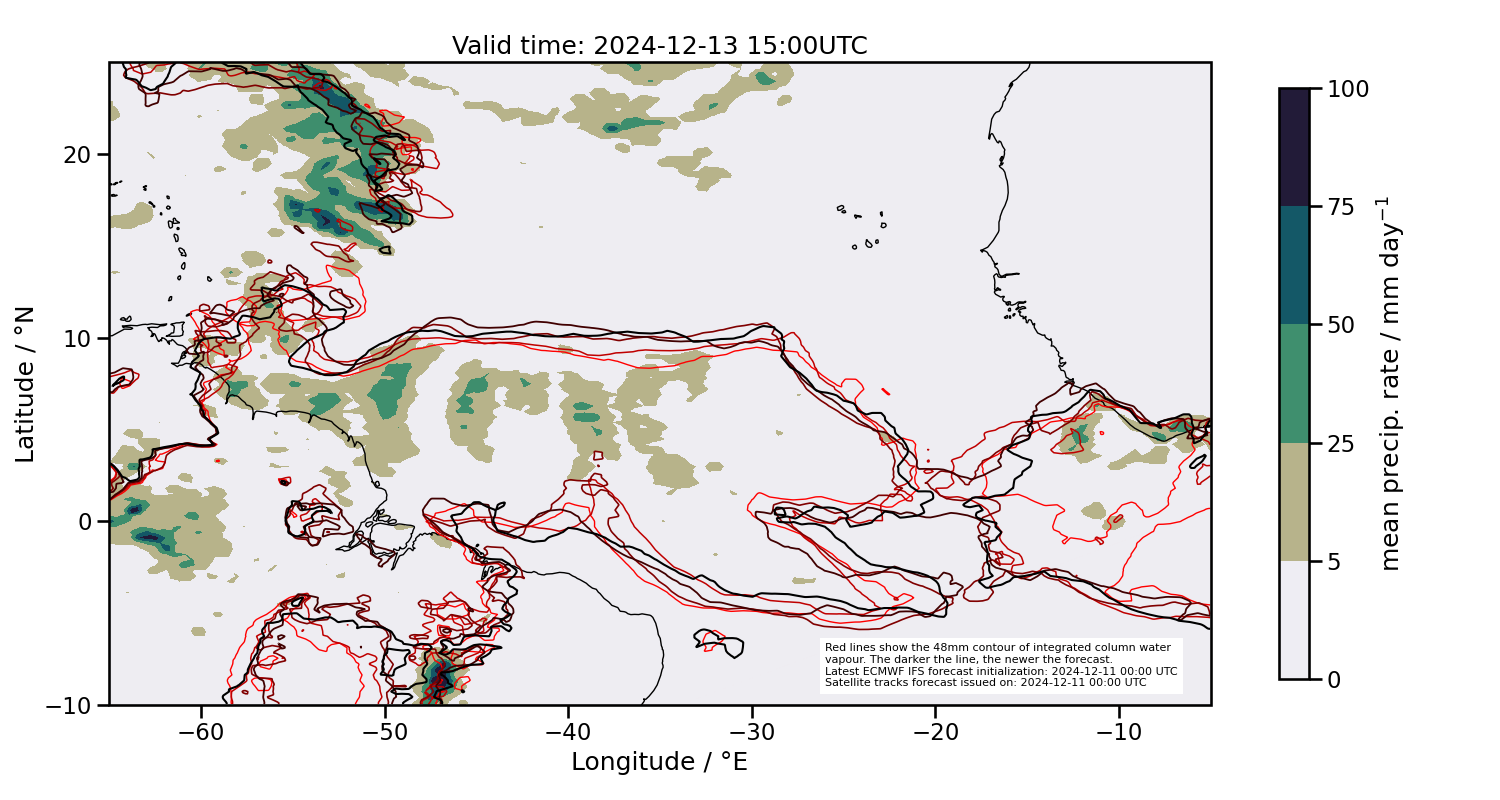 Valid time: 2024-12-13 15:00UTC
20
10
0
−10
Latitude / °N
−60
−50
−40
−30
−20
−10
Longitude / °E
Red lines show the 48mm contour of integrated column water
vapour. The darker the line, the newer the forecast.
Latest ECMWF IFS forecast initialization: 2024-12-11 00:00 UTC
Satellite tracks forecast issued on: 2024-12-11 00:00 UTC
100
75
50
25
5
0
mean precip. rate / mm day⁻¹